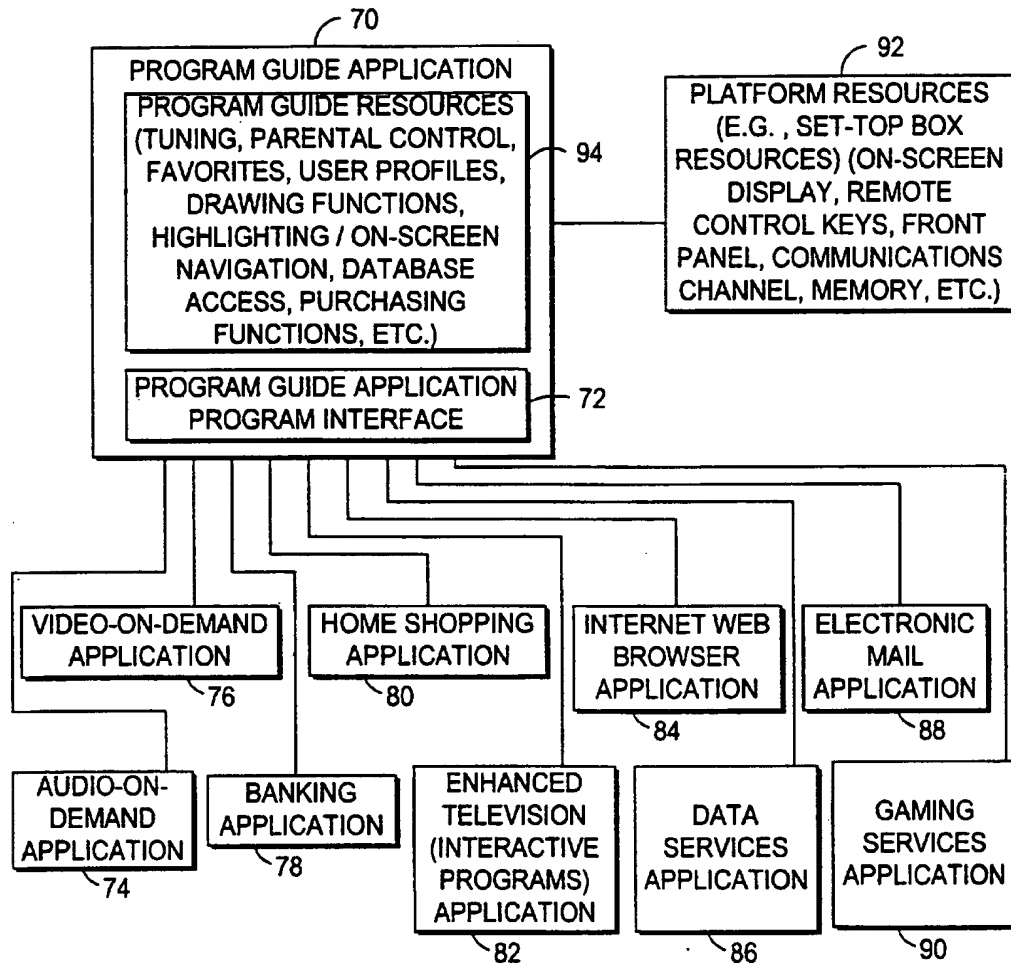 70
PROGRAM GUIDE APPLICATION
PROGRAM GUIDE RESOURCES
(TUNING, PARENTAL CONTROL,
FAVORITES, USER PROFILES,
DRAWING FUNCTIONS,
HIGHLIGHTING / ON-SCREEN
NAVIGATION, DATABASE
ACCESS, PURCHASING
FUNCTIONS, ETC.)
94
PROGRAM GUIDE APPLICATION
PROGRAM INTERFACE
72
92
PLATFORM RESOURCES
(E.G. , SET-TOP BOX
RESOURCES) (ON-SCREEN
DISPLAY, REMOTE
CONTROL KEYS, FRONT
PANEL, COMMUNICATIONS
CHANNEL, MEMORY, ETC.)
VIDEO-ON-DEMAND
APPLICATION
76
HOME SHOPPING
APPLICATION
80
INTERNET WEB
BROWSER
APPLICATION
84
ELECTRONIC
MAIL
APPLICATION
88
AUDIO-ON-
DEMAND
APPLICATION
74
BANKING
APPLICATION
78
ENHANCED
TELEVISION
(INTERACTIVE
PROGRAMS)
APPLICATION
82
DATA
SERVICES
APPLICATION
86
GAMING
SERVICES
APPLICATION
90